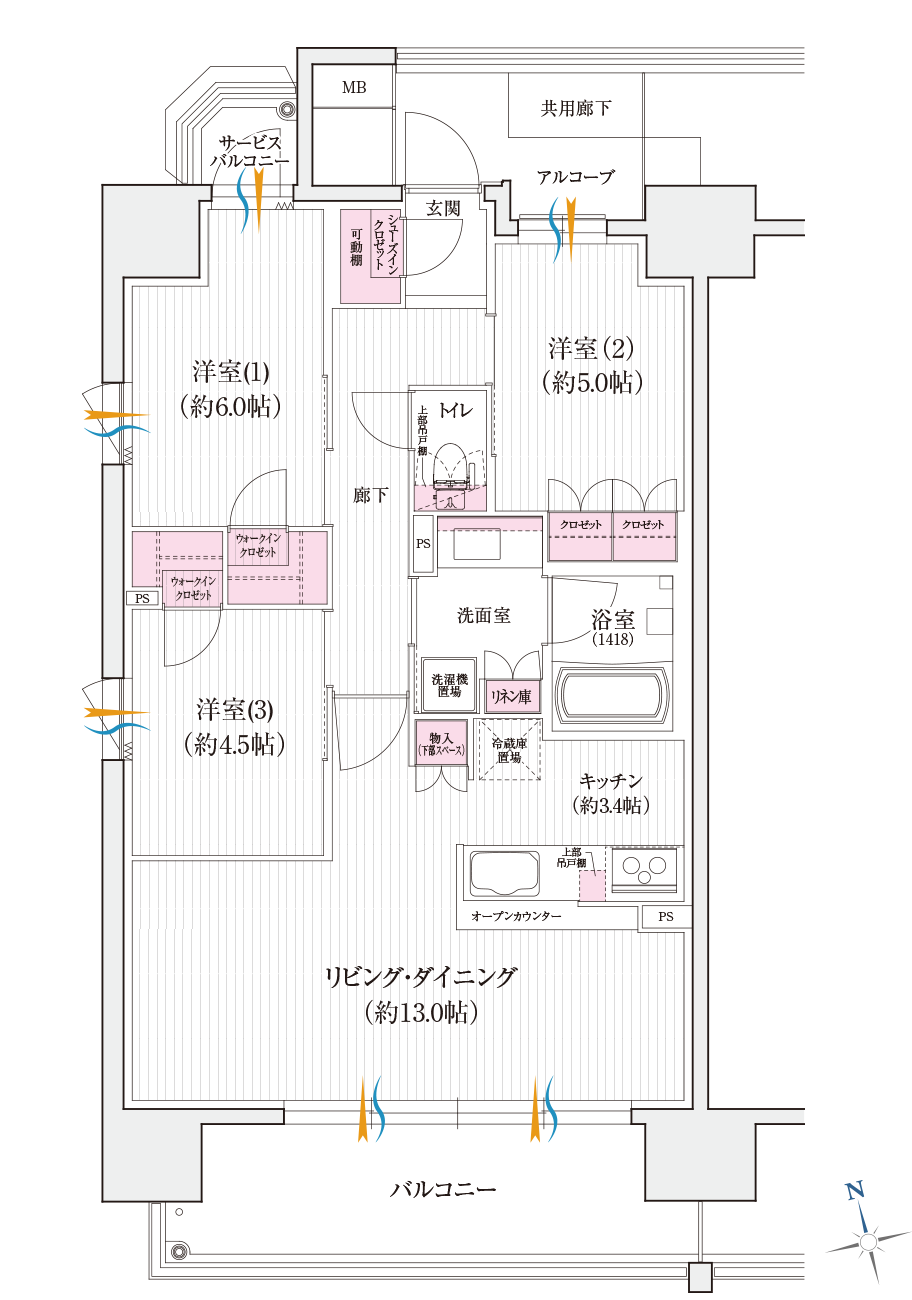 MB
共用廊下
サービス
バルコニー
アルコーブ
玄関
シューズイン
クロゼット
可動棚
洋室(1)
（約6.0帖）
洋室（2）
（約5.0帖）
トイレ
上部吊戸棚
廊下
クロゼット
クロゼット
PS
ウォークイン
クロゼット
ウォークイン
クロゼット
PS
洗面室
浴室
（1418）
洗濯機
置場
リネン庫
洋室(3)
（約4.5帖）
物入
（下部スペース）
冷蔵庫
置場
キッチン
（約3.4帖）
上部
吊戸棚
オープンカウンター
PS
リビング・ダイニング
（約13.0帖）
バルコニー
N